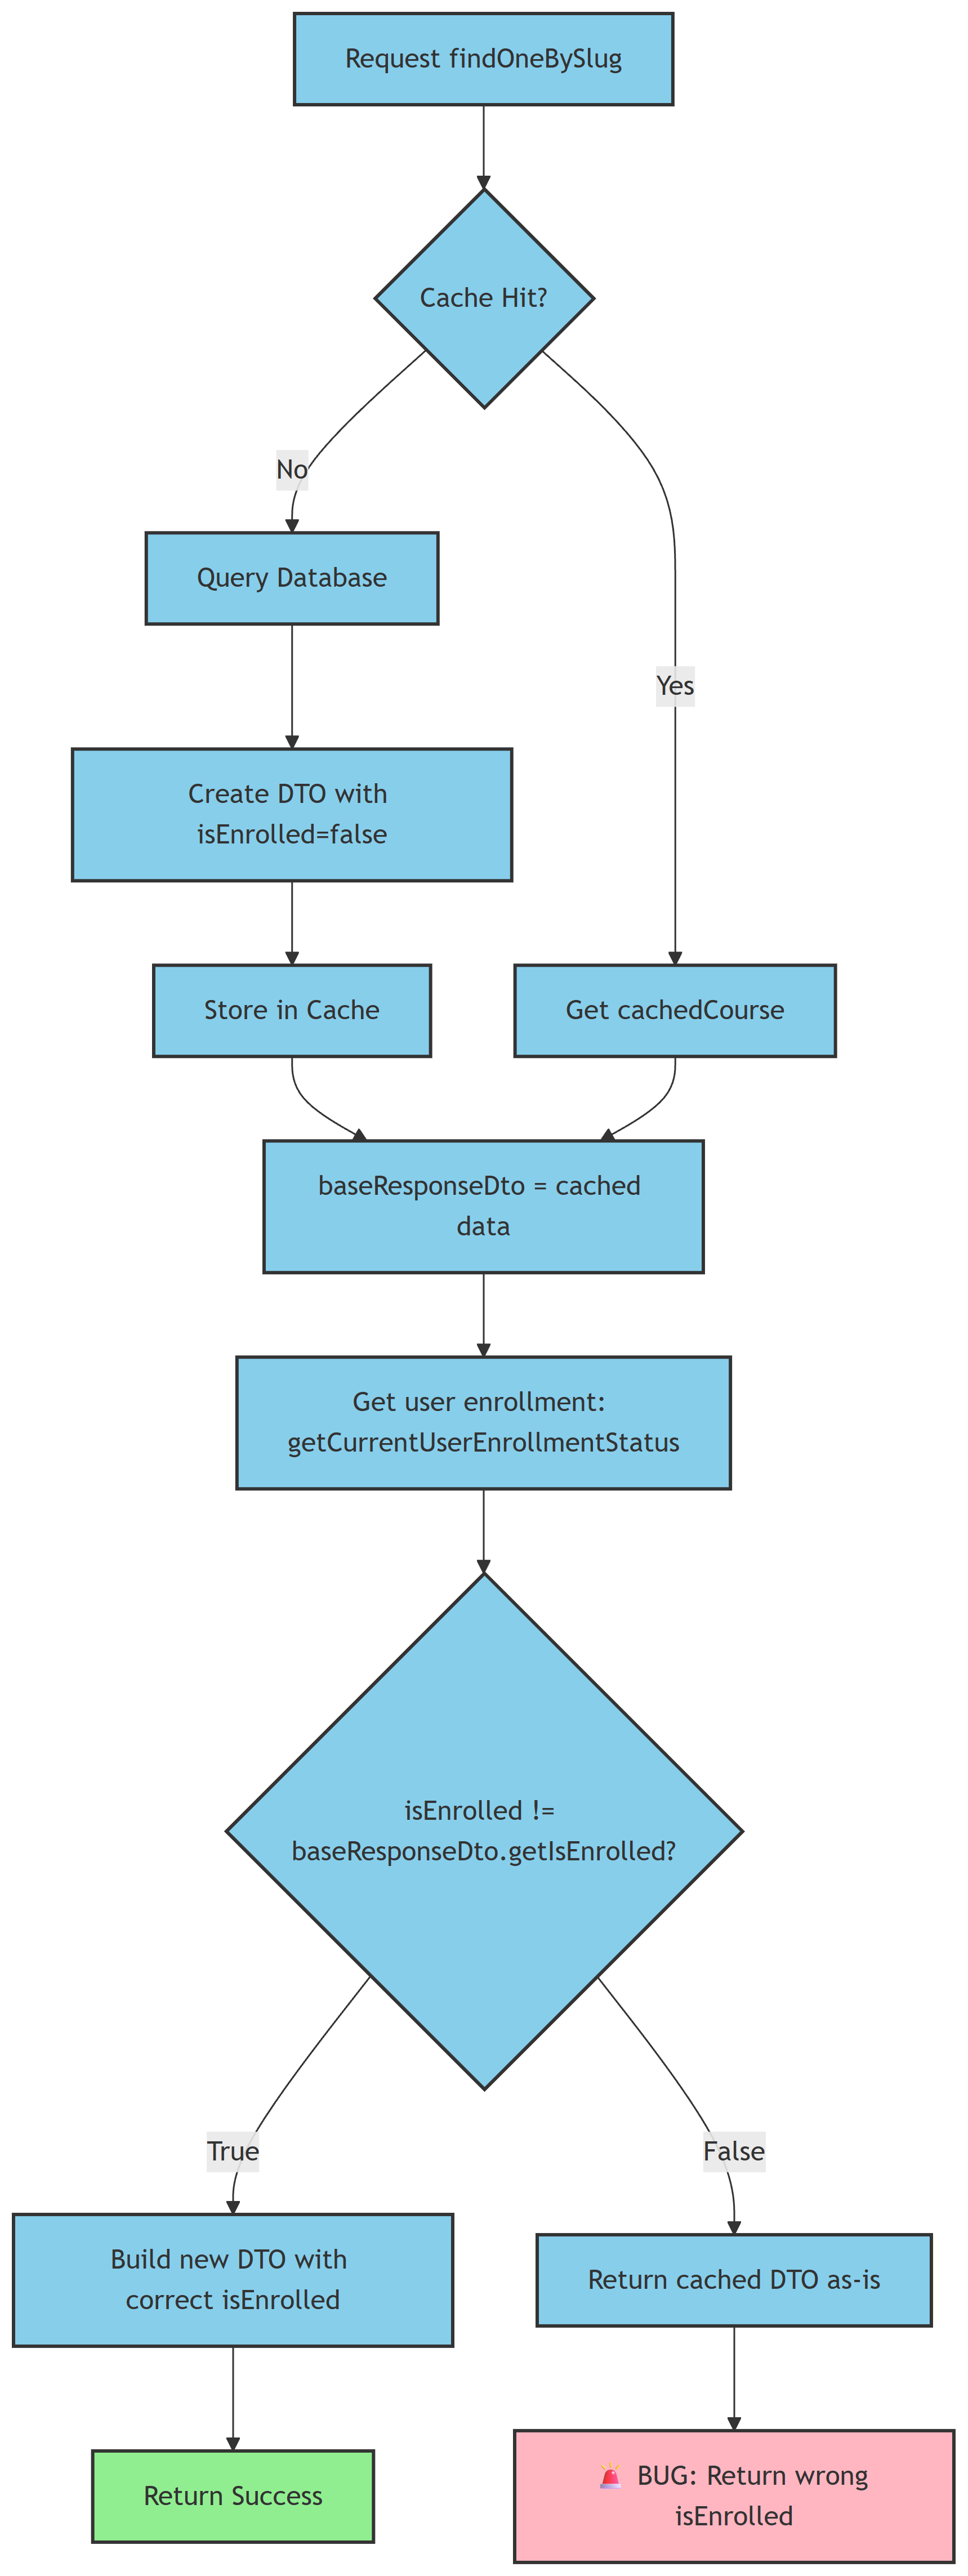 Request findOneBySlug
Cache Hit?
No
Query Database
Yes
Create DTO with
isEnrolled=false
Store in Cache
Get cachedCourse
baseResponseDto = cached
data
Get user enrollment:
getCurrentUserEnrollmentStatus
isEnrolled !=
baseResponseDto.getIsEnrolled?
True
False
Build new DTO with
correct isEnrolled
Return cached DTO as-is
Return Success
🚨 BUG: Return wrong
isEnrolled